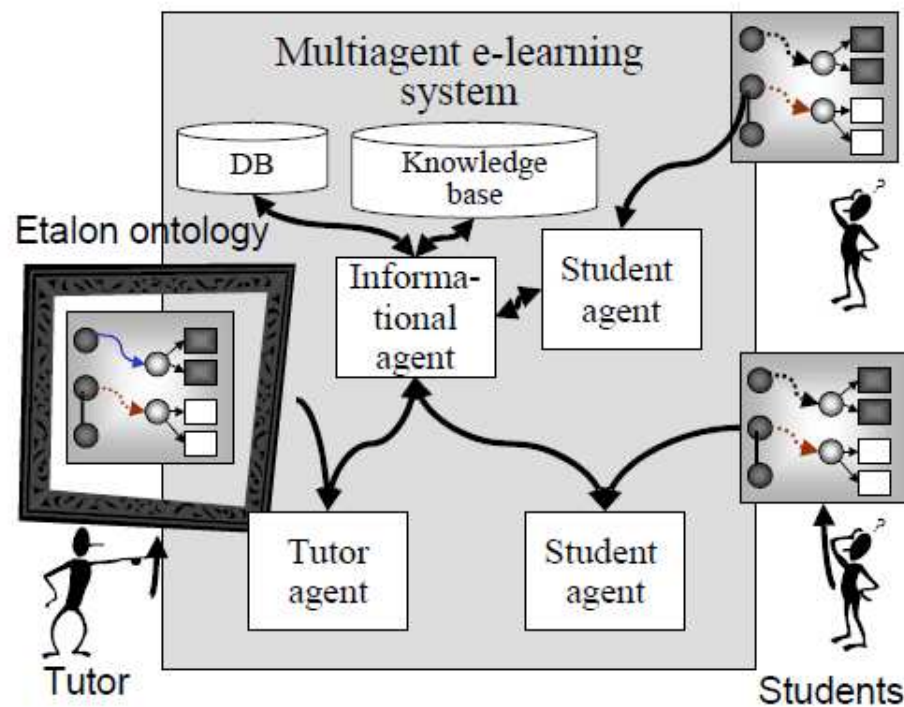 Multiagent e-learning
system
DB
Knowledge
base
Etalon ontology
Informa-
tional
agent
Student
agent
Tutor
agent
Student
agent
Tutor
Students
?
?